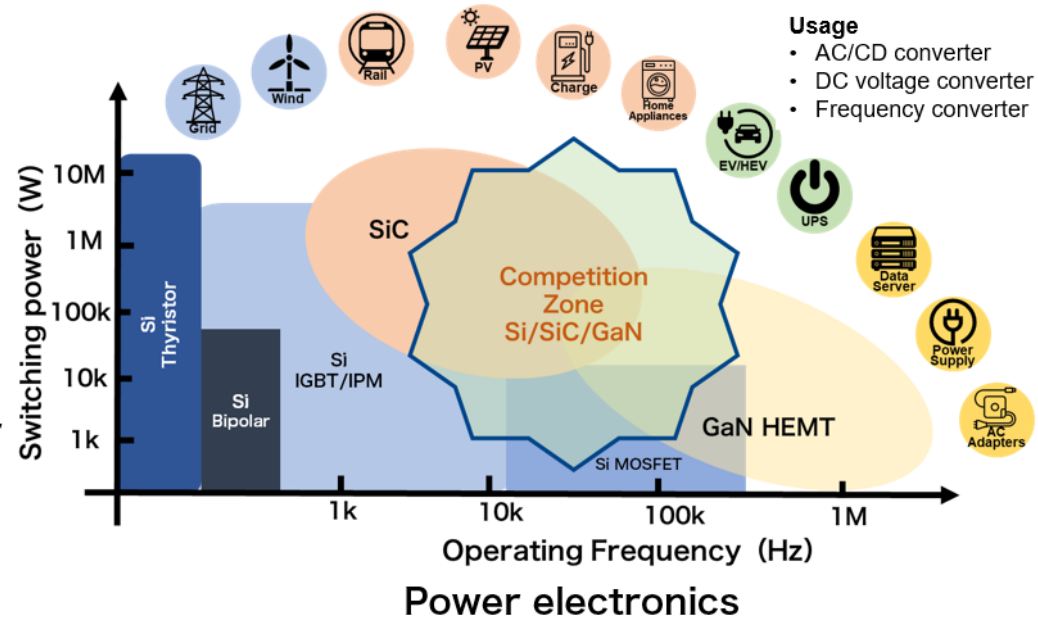 Usage
• AC/CD converter
• DC voltage converter
• Frequency converter
Grid
Wind
Rail
PV
Charge
Home
Appliances
EV/HEV
UPS
Data
Server
Power
Supply
AC
Adapters
Switching power (W)
10M
1M
100k
10k
1k
Si
Thyristor
Si
Bipolar
Si
IGBT/IPM
SiC
Competition
Zone
Si/SiC/GaN
GaN HEMT
Si MOSFET
1k
10k
100k
1M
Operating Frequency (Hz)
Power electronics